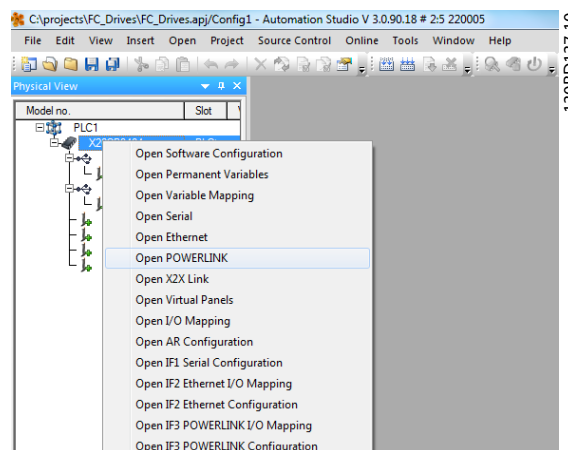 C:\projects\FC_Drives\FC_Drives.apj/Config1 - Automation Studio V 3.0.90.18 # 2:5 220005
File Edit View Insert Open Project Source Control Online Tools Window Help
Physical View
Model no. Slot
PLC1
Open Software Configuration
Open Permanent Variables
Open Variable Mapping
Open Serial
Open Ethernet
Open POWERLINK
Open X2X Link
Open Virtual Panels
Open I/O Mapping
Open AR Configuration
Open IF1 Serial Configuration
Open IF2 Ethernet I/O Mapping
Open IF2 Ethernet Configuration
Open IF3 POWERLINK I/O Mapping
Open IF3 POWERLINK Configuration